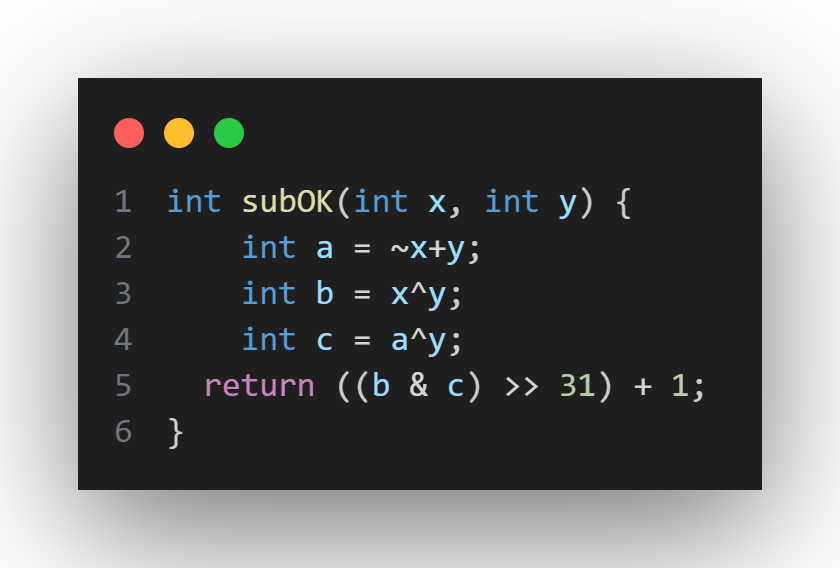 1 int subOK(int x, int y) {
2     int a = ~x+y;
3     int b = x^y;
4     int c = a^y;
5   return ((b & c) >> 31) + 1;
6 }